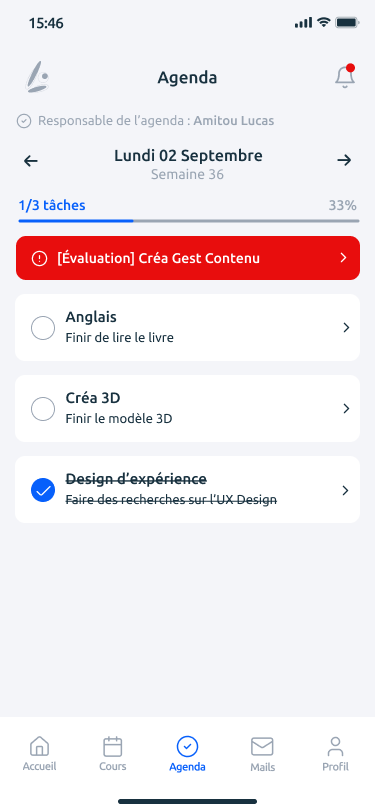 15:46
Agenda
Responsable de l'agenda : Amitou Lucas
Lundi 02 Septembre
Semaine 36
1/3 tâches
33%
[Évaluation] Créa Gest Contenu
Anglais
Finir de lire le livre
Créa 3D
Finir le modèle 3D
Design d'expérience
Faire des recherches sur l'UX Design
Accueil
Cours
Agenda
Mails
Profil